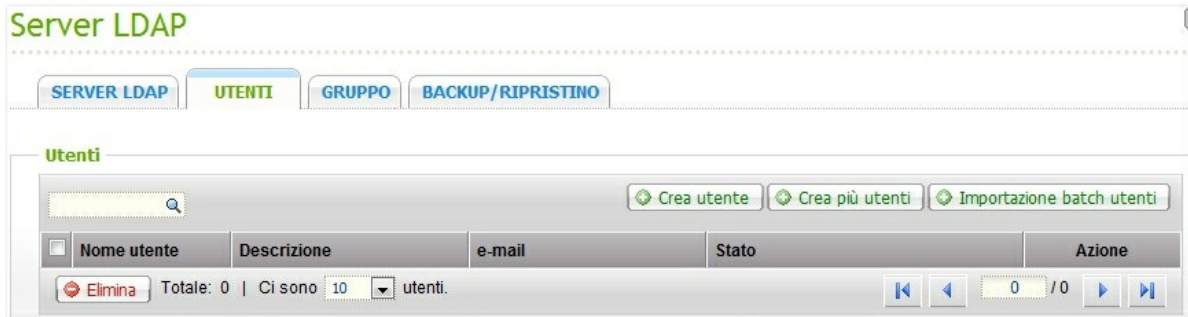 Server LDAP
SERVER LDAP UTENTI GRUPPO BACKUP/RIPRISTINO
Utenti
Crea utente Crea più utenti Importazione batch utenti
Nome utente Descrizione e-mail Stato Azione
Elimina Totale: 0 | Ci sono 10 utenti. 0 / 0